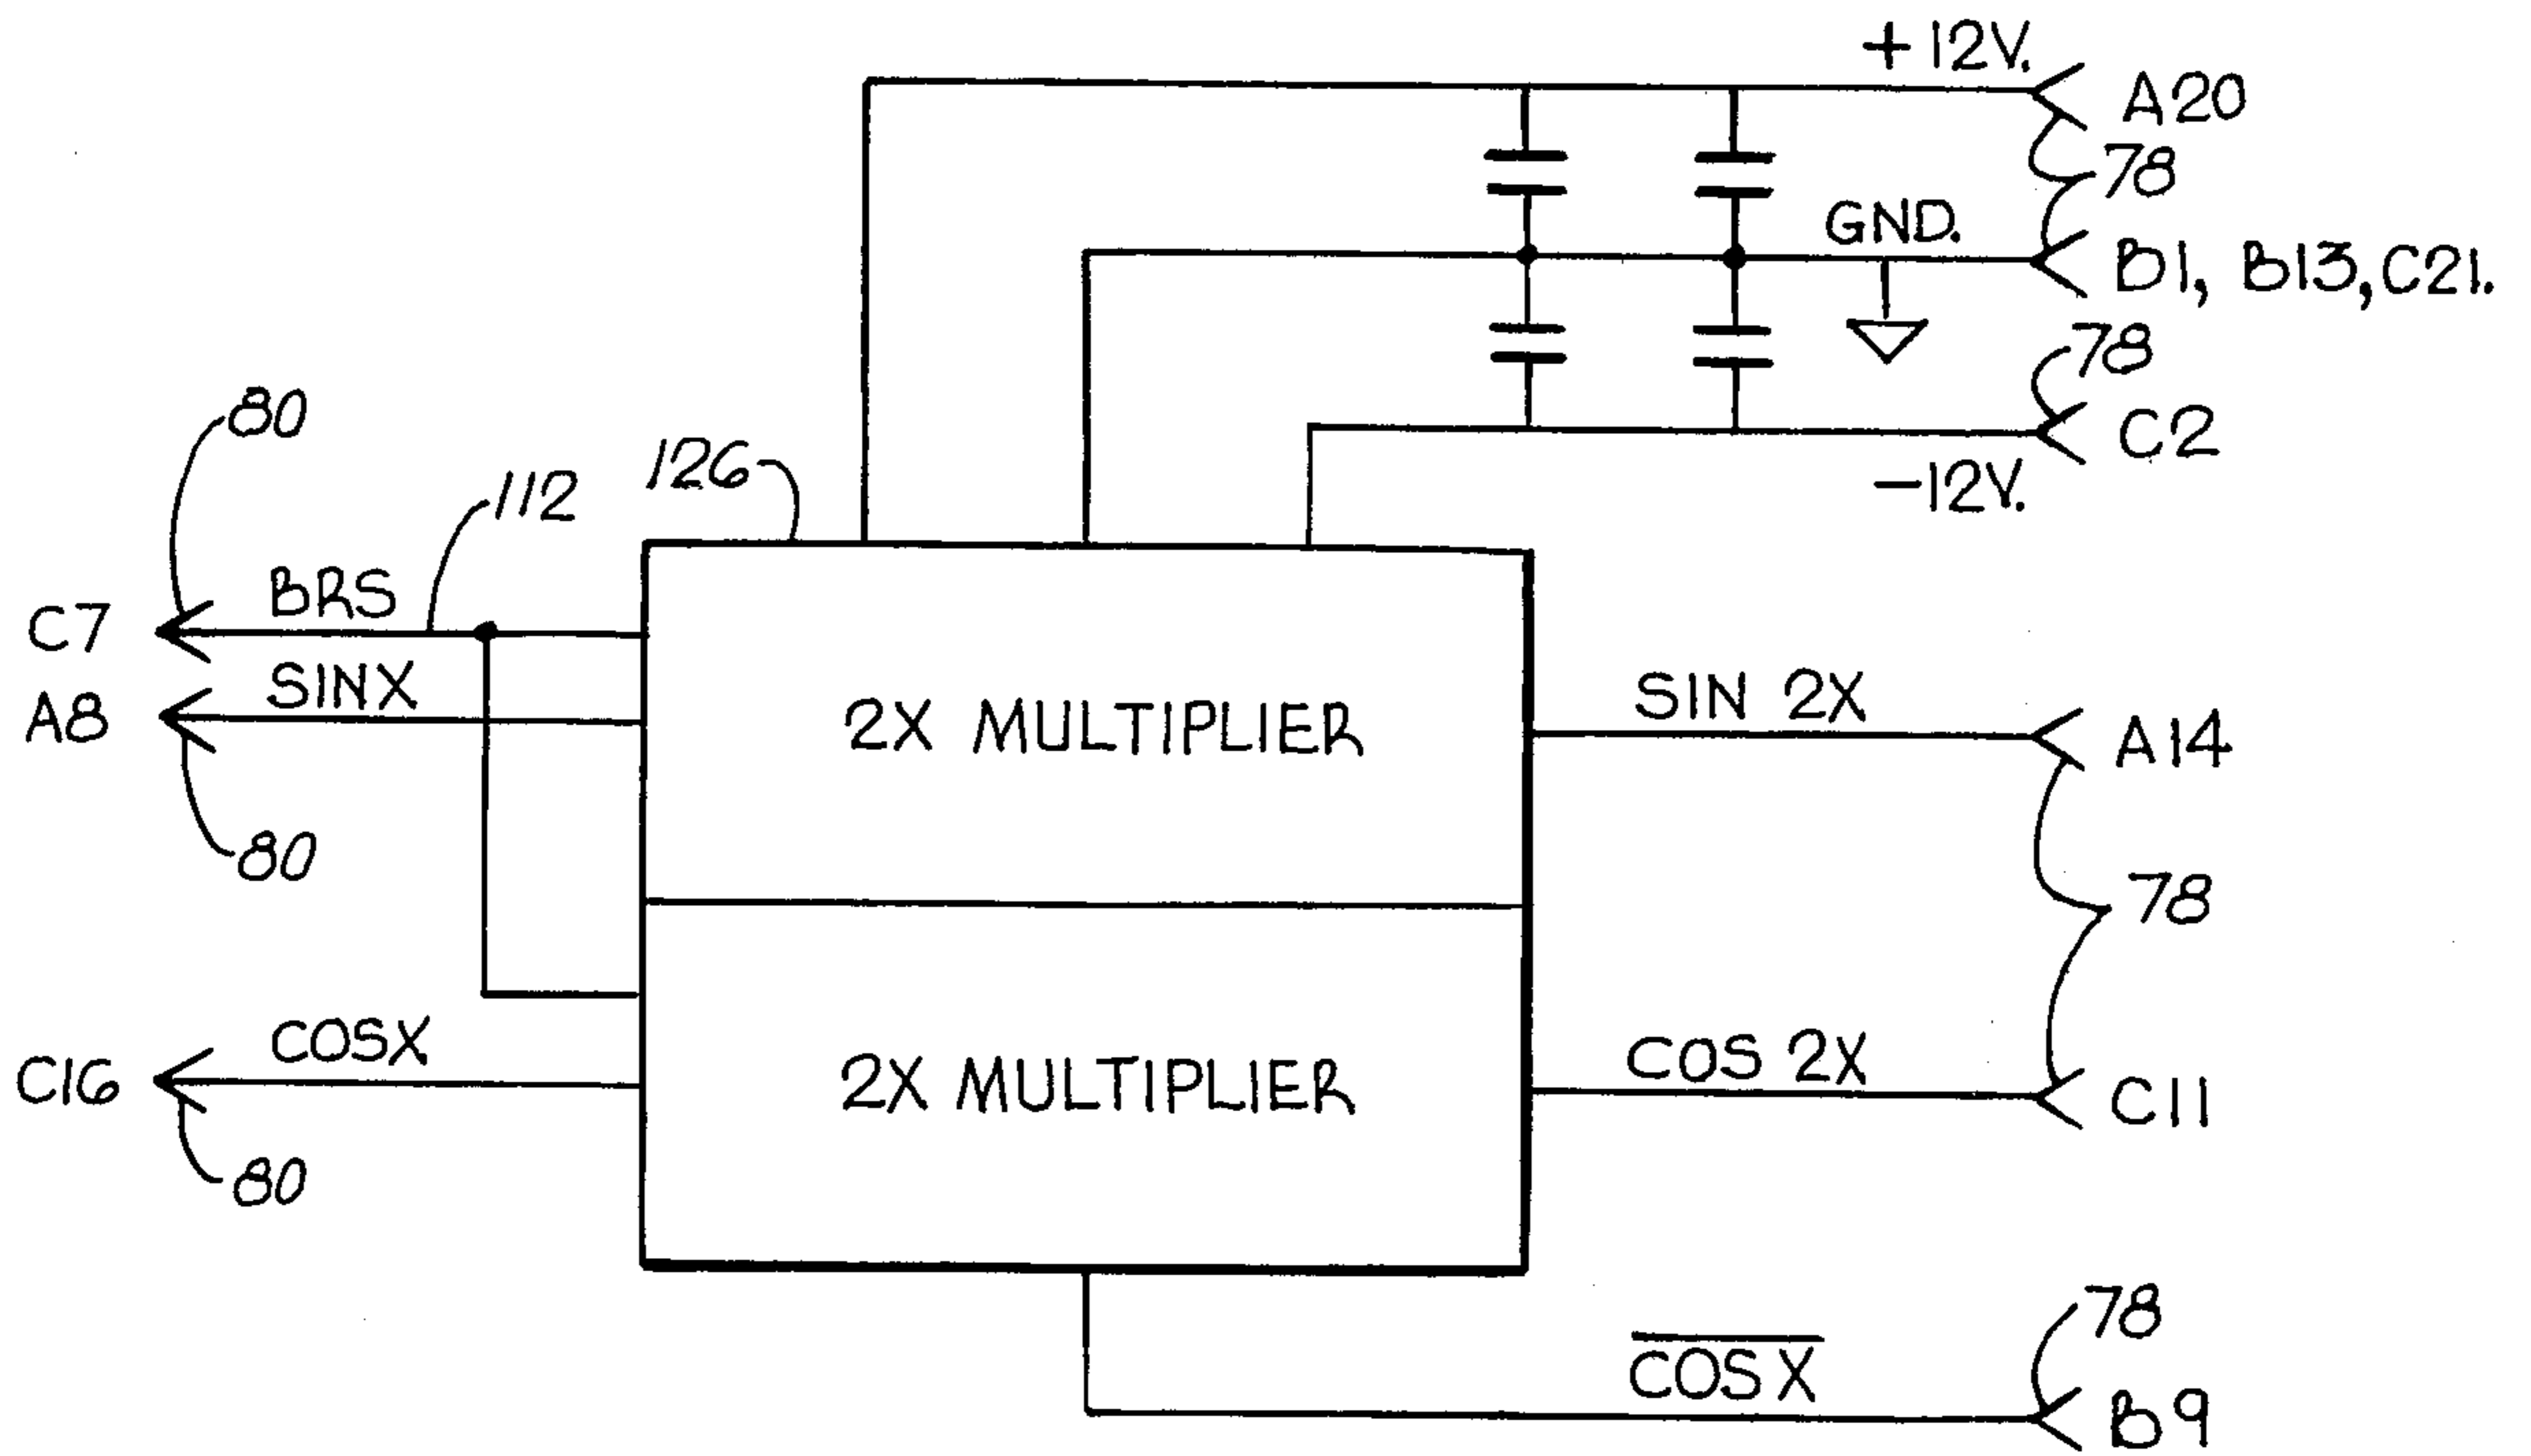 +12V.
A20
78
GND.
B1, B13, C21.
78
C2
-12V.
80
126
112
C7
BRS
A8
SINX
2X MULTIPLIER
SIN 2X
A14
80
78
C16
COSX
2X MULTIPLIER
COS 2X
C11
80
78
C̅O̅S̅ ̅X̅
B9